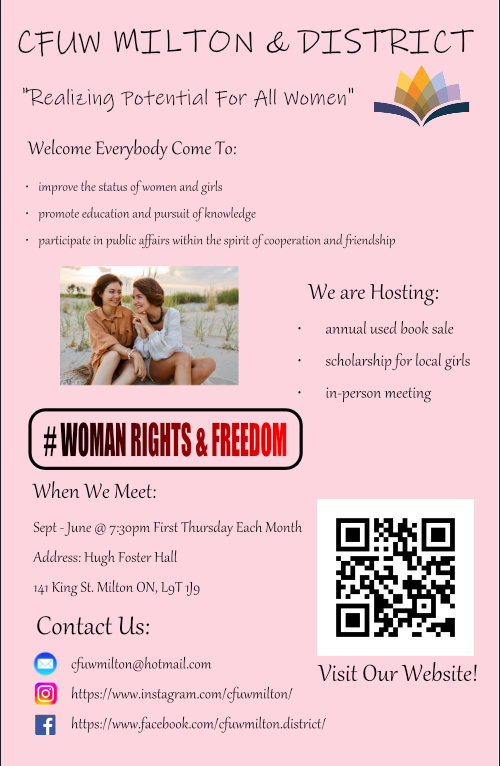 CFUW MILTON & DISTRICT
"Realizing Potential For All Women"
Welcome Everybody Come To:
· improve the status of women and girls
· promote education and pursuit of knowledge
· participate in public affairs within the spirit of cooperation and friendship
We are Hosting:
· annual used book sale
· scholarship for local girls
· in-person meeting
# WOMAN RIGHTS & FREEDOM
When We Meet:
Sept - June @ 7:30pm First Thursday Each Month
Address: Hugh Foster Hall
141 King St. Milton ON, L9T 1J9
Contact Us:
cfuwmilton@hotmail.com
https://www.instagram.com/cfuwmilton/
https://www.facebook.com/cfuwmilton.district/
Visit Our Website!